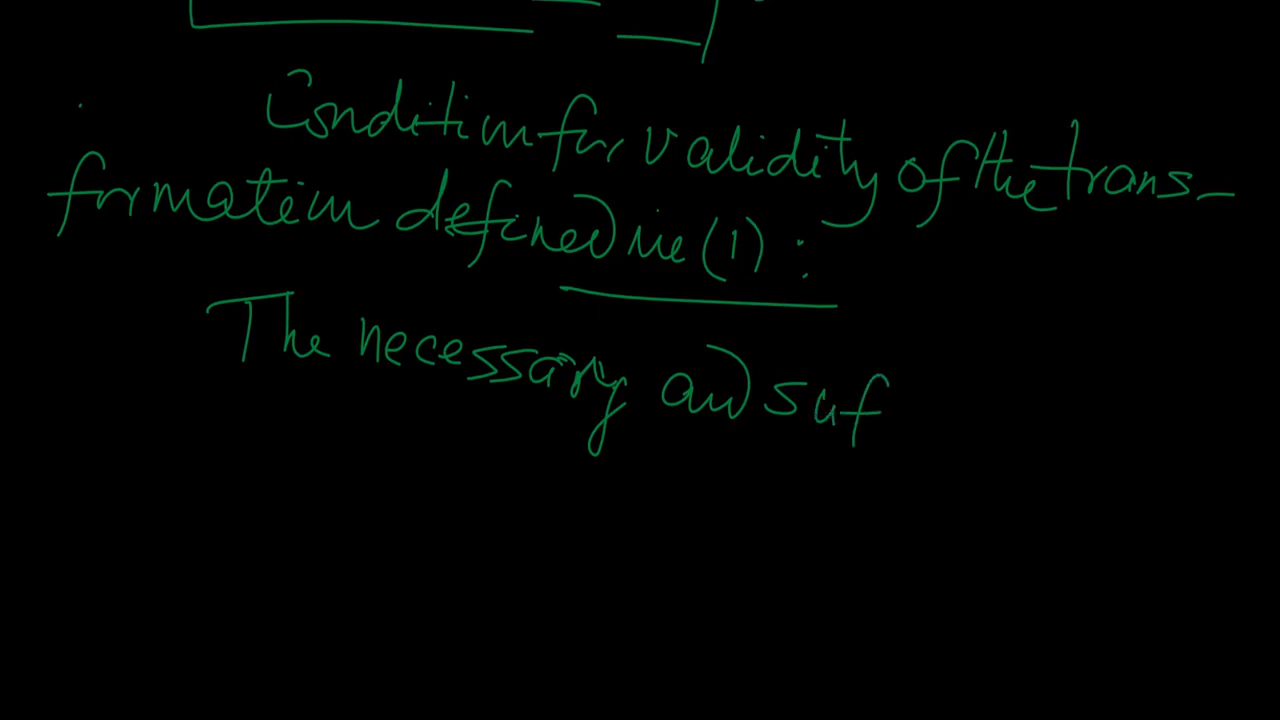 Condition for validity of the trans-
formation defined in (1) :
The necessary and suf